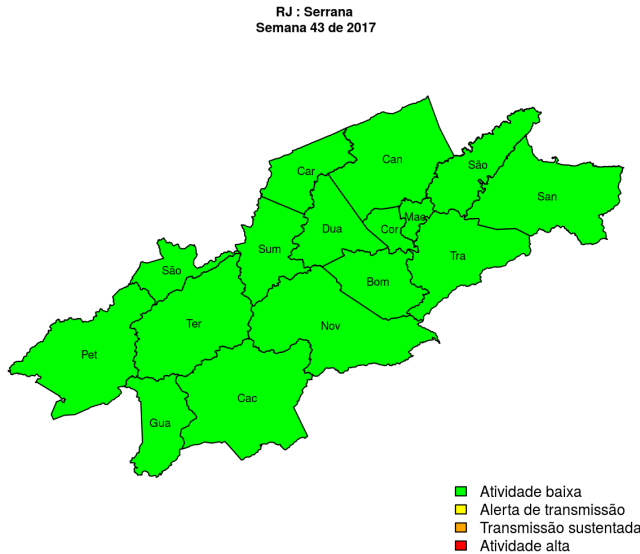 RJ : Serrana
Semana 43 de 2017
Can
São
Car
San
Mac
Dua
Cor
Sum
Tra
São
Bom
Ter
Nov
Pet
Cac
Gua
Atividade baixa
Alerta de transmissão
Transmissão sustentada
Atividade alta